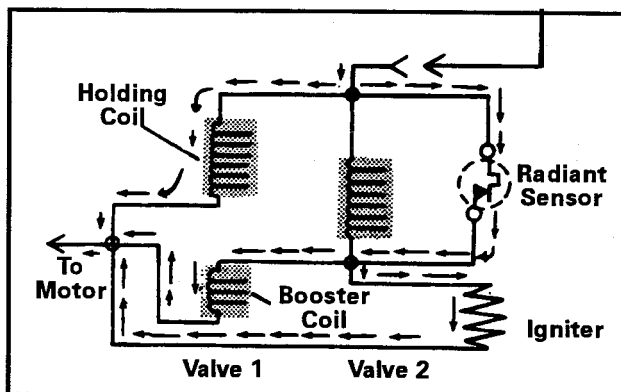 Holding
Coil
Radiant
Sensor
To
Motor
Booster
Coil
Igniter
Valve 1
Valve 2